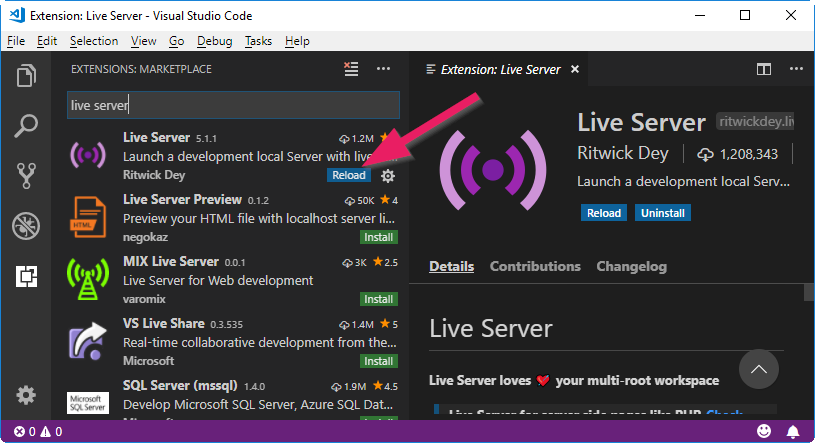 Extension: Live Server - Visual Studio Code
File Edit Selection View Go Debug Tasks Help
EXTENSIONS: MARKETPLACE
live server
Live Server 5.1.1 1.2M
Launch a development local Server with live
Ritwick Dey Reload
Live Server Preview 0.1.2 50K ★ 4
Preview your HTML file with localhost server li...
negokaz Install
HTML
MIX Live Server 0.0.1 3K ★ 2.5
Live Server for Web development
varomix Install
VS Live Share 0.3.535 1.4M ★ 5
Real-time collaborative development from the...
Microsoft Install
SQL Server (mssql) 1.4.0 1.9M ★ 4.5
Develop Microsoft SQL Server, Azure SQL Dat...
Microsoft
SQL Server
Extension: Live Server
Live Server ritwickdey.liv
Ritwick Dey 1,208,343
Launch a development local Serv...
Reload Uninstall
Details Contributions Changelog
Live Server
Live Server loves ❤ your multi-root workspace
Live Server for server side pages like PHP. Check
0 0